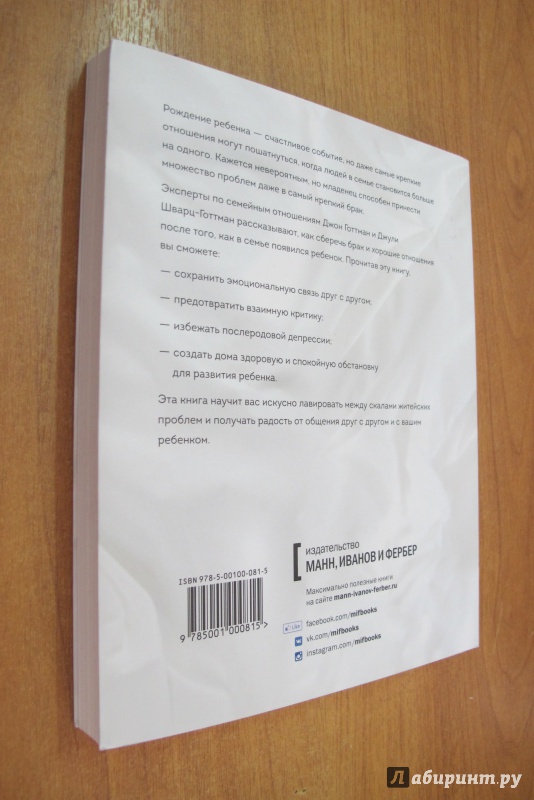 Рождение ребенка — счастливое событие, но даже самые крепкие
отношения могут пошатнуться, когда людей в семье становится больше
на одного. Кажется невероятным, но младенец способен принести
множество проблем даже в самый крепкий брак.
Эксперты по семейным отношениям Джон Готтман и Джули
Шварц-Готтман рассказывают, как сберечь брак и хорошие отношения
после того, как в семье появился ребенок. Прочитав эту книгу,
вы сможете:
— сохранить эмоциональную связь друг с другом;
— предотвратить взаимную критику;
— избежать послеродовой депрессии;
— создать дома здоровую и спокойную обстановку
для развития ребенка.
Эта книга научит вас искусно лавировать между скалами житейских
проблем и получать радость от общения друг с другом и с вашим
ребенком.
ISBN 978-5-00100-081-5
9 785001 000815 >
издательство
МАНН, ИВАНОВ И ФЕРБЕР
Максимально полезные книги
на сайте mann-ivanov-ferber.ru
Like facebook.com/mifbooks
vk.com/mifbooks
instagram.com/mifbooks
Лабиринт.ру